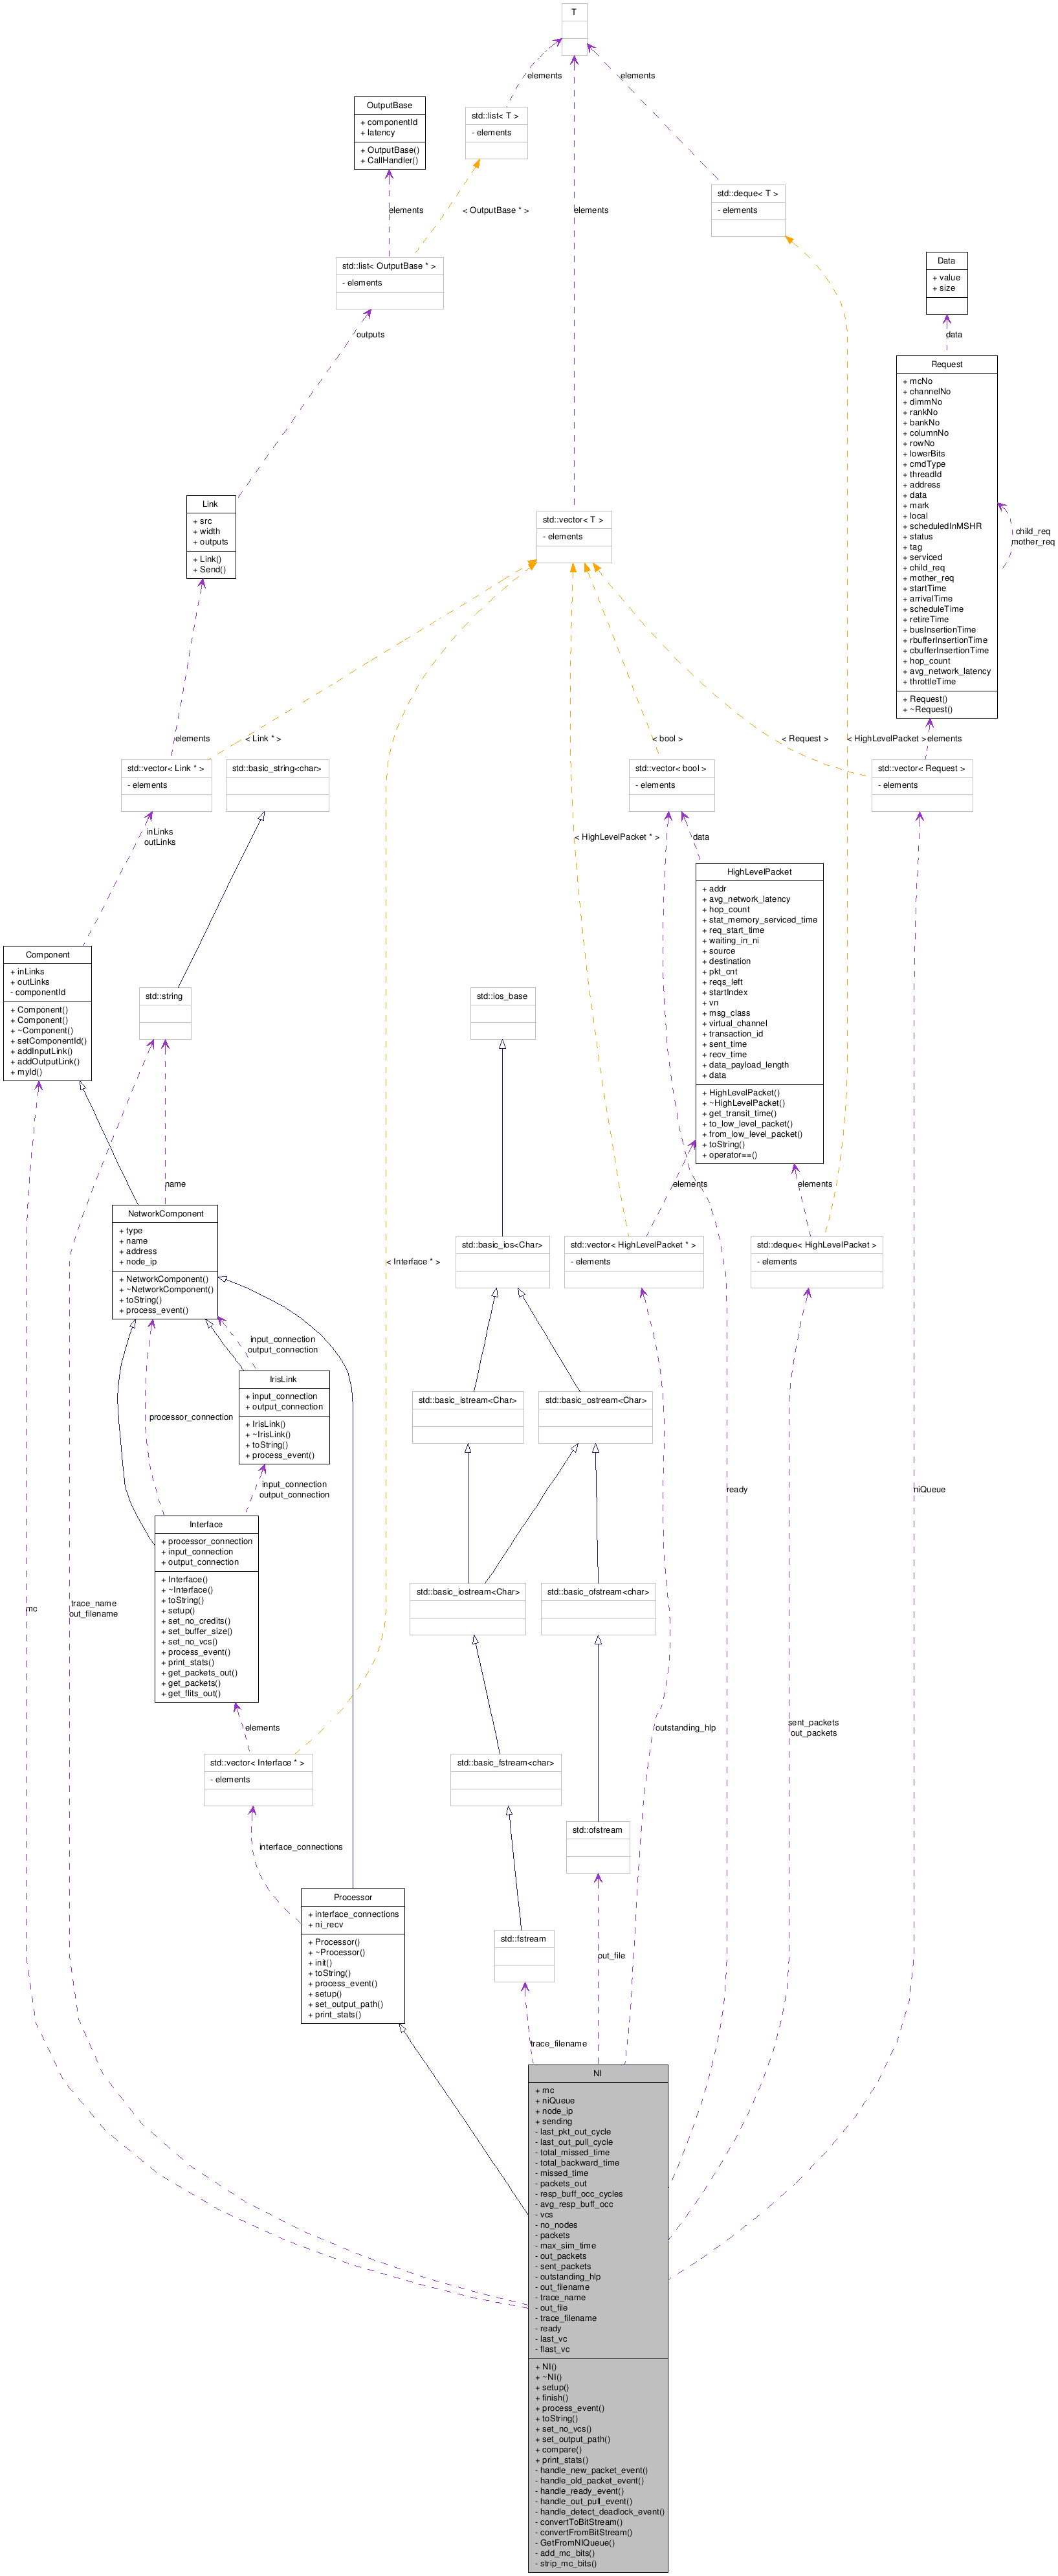 T
elements
elements
OutputBase
+ componentId
+ latency
+ OutputBase()
+ CallHandler()
std::list< T >
- elements
std::deque< T >
- elements
elements
< OutputBase * >
elements
std::list< OutputBase * >
- elements
Data
+ value
+ size
outputs
data
Request
+ mcNo
+ channelNo
+ dimmNo
+ rankNo
+ bankNo
+ columnNo
+ rowNo
+ lowerBits
+ cmdType
+ threadId
+ address
+ data
+ mark
+ local
+ scheduledInMSHR
+ status
+ tag
+ serviced
+ child_req
+ mother_req
+ startTime
+ arrivalTime
+ scheduleTime
+ retireTime
+ busInsertionTime
+ rbufferInsertionTime
+ cbufferInsertionTime
+ hop_count
+ avg_network_latency
+ throttleTime
+ Request()
+ ~Request()
child_req
mother_req
Link
+ src
+ width
+ outputs
+ Link()
+ Send()
std::vector< T >
- elements
elements
< Link * >
< bool >
< Request >
< HighLevelPacket >
elements
std::vector< Link * >
- elements
std::basic_string<char>
std::vector< bool >
- elements
std::vector< Request >
- elements
inLinks
outLinks
< HighLevelPacket * >
data
HighLevelPacket
+ addr
+ avg_network_latency
+ hop_count
+ stat_memory_serviced_time
+ req_start_time
+ waiting_in_ni
+ source
+ destination
+ pkt_cnt
+ reqs_left
+ startIndex
+ vn
+ msg_class
+ virtual_channel
+ transaction_id
+ sent_time
+ recv_time
+ data_payload_length
+ data
+ HighLevelPacket()
+ ~HighLevelPacket()
+ get_transit_time()
+ to_low_level_packet()
+ from_low_level_packet()
+ toString()
+ operator==()
Component
+ inLinks
+ outLinks
- componentId
+ Component()
+ Component()
+ ~Component()
+ setComponentId()
+ addInputLink()
+ addOutputLink()
+ myId()
std::string
std::ios_base
name
elements
elements
NetworkComponent
+ type
+ name
+ address
+ node_ip
+ NetworkComponent()
+ ~NetworkComponent()
+ toString()
+ process_event()
< Interface * >
std::basic_ios<Char>
std::vector< HighLevelPacket * >
- elements
std::deque< HighLevelPacket >
- elements
input_connection
output_connection
IrisLink
+ input_connection
+ output_connection
+ IrisLink()
+ ~IrisLink()
+ toString()
+ process_event()
processor_connection
std::basic_istream<Char>
std::basic_ostream<Char>
input_connection
output_connection
ready
niQueue
Interface
+ processor_connection
+ input_connection
+ output_connection
+ Interface()
+ ~Interface()
+ toString()
+ setup()
+ set_no_credits()
+ set_buffer_size()
+ set_no_vcs()
+ process_event()
+ print_stats()
+ get_packets_out()
+ get_packets()
+ get_flits_out()
mc
trace_name
out_filename
std::basic_iostream<Char>
std::basic_ofstream<char>
elements
outstanding_hlp
sent_packets
out_packets
std::vector< Interface * >
- elements
std::basic_fstream<char>
std::ofstream
interface_connections
Processor
+ interface_connections
+ ni_recv
+ Processor()
+ ~Processor()
+ init()
+ toString()
+ process_event()
+ setup()
+ set_output_path()
+ print_stats()
std::fstream
out_file
trace_filename
NI
+ mc
+ niQueue
+ node_ip
+ sending
- last_pkt_out_cycle
- last_out_pull_cycle
- total_missed_time
- total_backward_time
- missed_time
- packets_out
- resp_buff_occ_cycles
- avg_resp_buff_occ
- vcs
- no_nodes
- packets
- max_sim_time
- out_packets
- sent_packets
- outstanding_hlp
- out_filename
- trace_name
- out_file
- trace_filename
- ready
- last_vc
- flast_vc
+ NI()
+ ~NI()
+ setup()
+ finish()
+ process_event()
+ toString()
+ set_no_vcs()
+ set_output_path()
+ compare()
+ print_stats()
- handle_new_packet_event()
- handle_old_packet_event()
- handle_ready_event()
- handle_out_pull_event()
- handle_detect_deadlock_event()
- convertToBitStream()
- convertFromBitStream()
- GetFromNIQueue()
- add_mc_bits()
- strip_mc_bits()